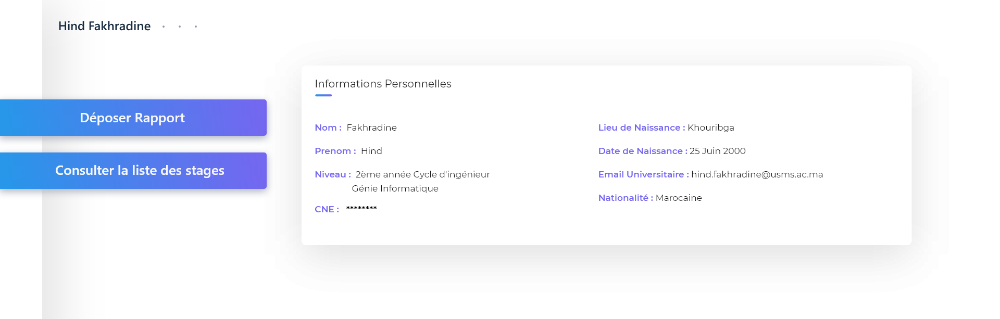 Hind Fakhradine
Déposer Rapport
Consulter la liste des stages
Informations Personnelles
Nom : Fakhradine
Prenom : Hind
Niveau : 2ème année Cycle d'ingénieur
Génie Informatique
CNE : ********
Lieu de Naissance : Khouribga
Date de Naissance : 25 Juin 2000
Email Universitaire : hind.fakhradine@usms.ac.ma
Nationalité : Marocaine